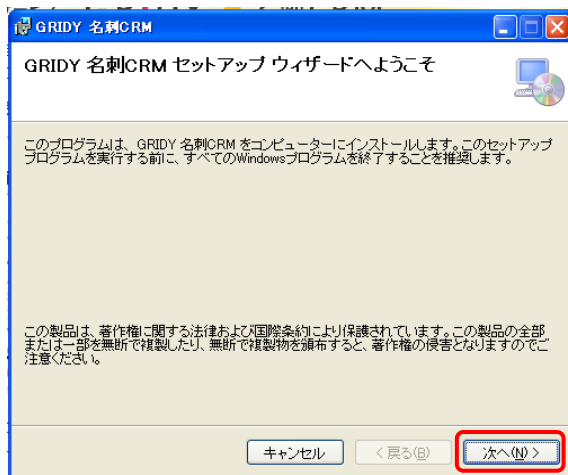 GRIDY 名刺CRM
GRIDY 名刺CRM セットアップ ウィザードへようこそ
このプログラムは、GRIDY 名刺CRM をコンピューターにインストールします。このセットアップ
プログラムを実行する前に、すべてのWindowsプログラムを終了することを推奨します。
この製品は、著作権に関する法律および国際条約により保護されています。この製品の全部
または一部を無断で複製したり、無断で複製物を頒布すると、著作権の侵害となりますのでご
注意ください。
キャンセル
< 戻る(B)
次へ(N) >